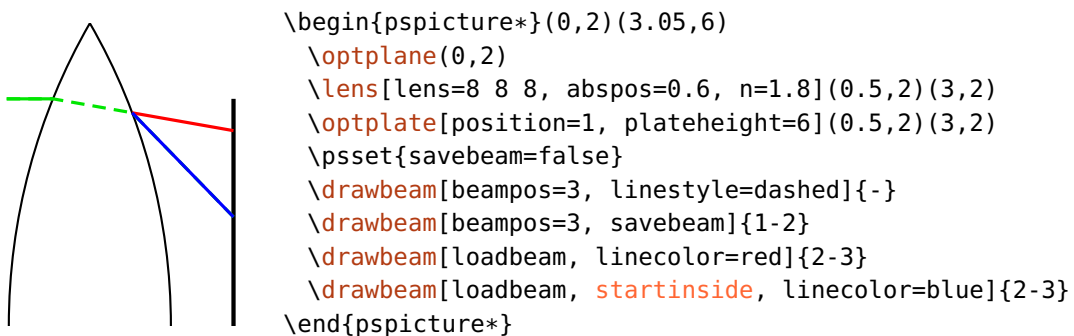 \begin{pspicture*}(0,2)(3.05,6)
\optplane(0,2)
\lens[lens=8 8 8, abspos=0.6, n=1.8](0.5,2)(3,2)
\optplate[position=1, plateheight=6](0.5,2)(3,2)
\psset{savebeam=false}
\drawbeam[beampos=3, linestyle=dashed]{-}
\drawbeam[beampos=3, savebeam]{1-2}
\drawbeam[loadbeam, linecolor=red]{2-3}
\drawbeam[loadbeam, startinside, linecolor=blue]{2-3}
\end{pspicture*}